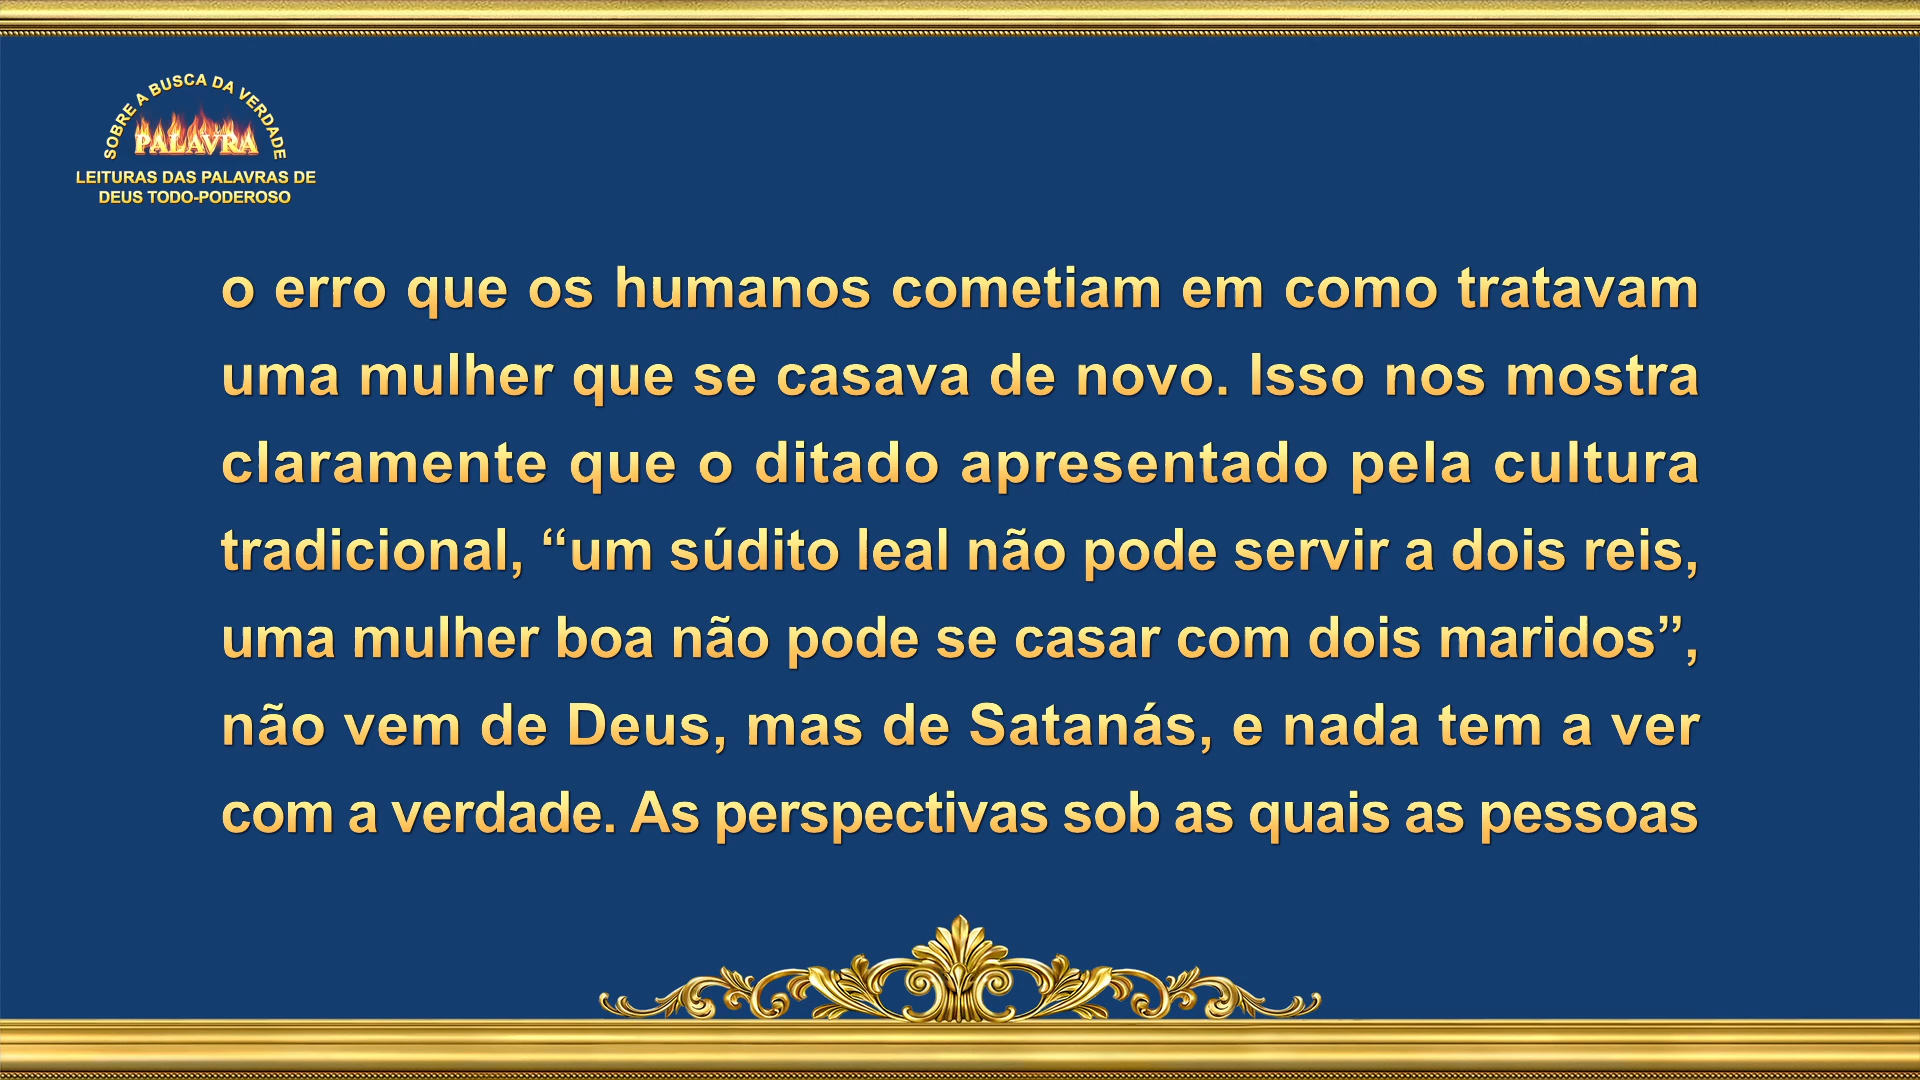 SOBRE A BUSCA DA VERDADE
PALAVRA
LEITURAS DAS PALAVRAS DE
DEUS TODO-PODEROSO
o erro que os humanos cometiam em como tratavam
uma mulher que se casava de novo. Isso nos mostra
claramente que o ditado apresentado pela cultura
tradicional, “um súdito leal não pode servir a dois reis,
uma mulher boa não pode se casar com dois maridos”,
não vem de Deus, mas de Satanás, e nada tem a ver
com a verdade. As perspectivas sob as quais as pessoas